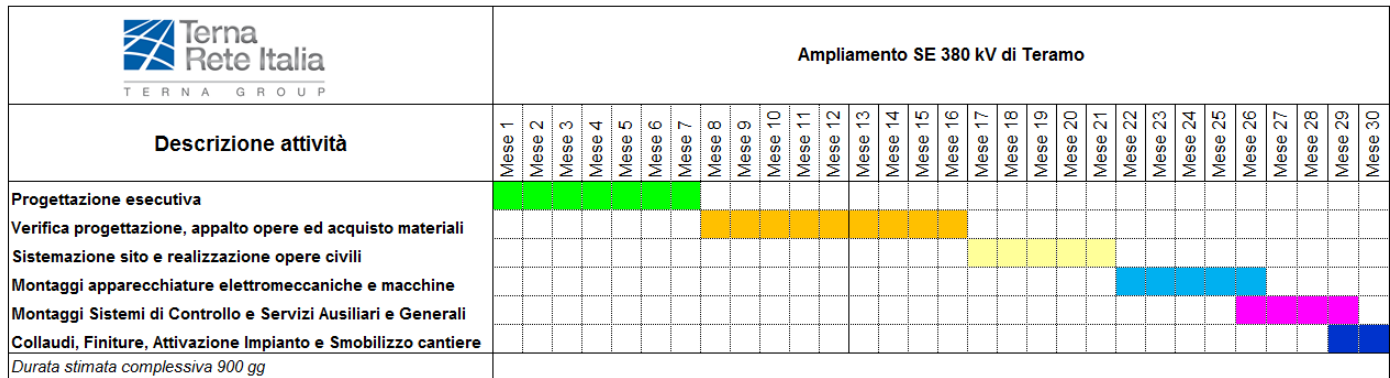 Terna
Rete Italia
TERNA GROUP
Ampliamento SE 380 kV di Teramo
Descrizione attività
Mese 1
Mese 2
Mese 3
Mese 4
Mese 5
Mese 6
Mese 7
Mese 8
Mese 9
Mese 10
Mese 11
Mese 12
Mese 13
Mese 14
Mese 15
Mese 16
Mese 17
Mese 18
Mese 19
Mese 20
Mese 21
Mese 22
Mese 23
Mese 24
Mese 25
Mese 26
Mese 27
Mese 28
Mese 29
Mese 30
Progettazione esecutiva
Verifica progettazione, appalto opere ed acquisto materiali
Sistemazione sito e realizzazione opere civili
Montaggi apparecchiature elettromeccaniche e macchine
Montaggi Sistemi di Controllo e Servizi Ausiliari e Generali
Collaudi, Finiture, Attivazione Impianto e Smobilizzo cantiere
Durata stimata complessiva 900 gg